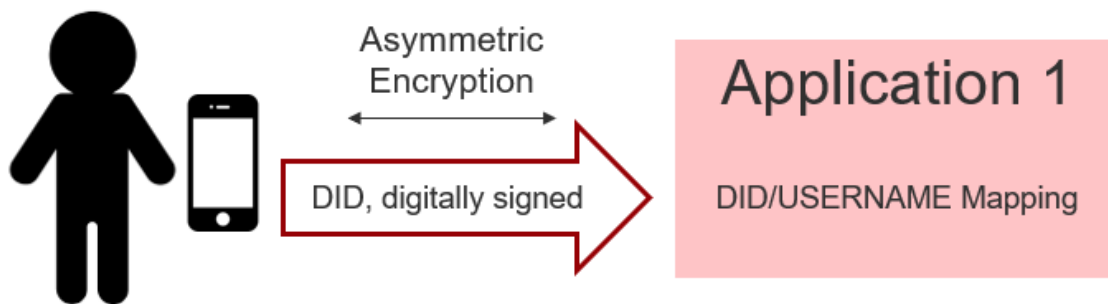 Asymmetric
Encryption
DID, digitally signed
Application 1
DID/USERNAME Mapping